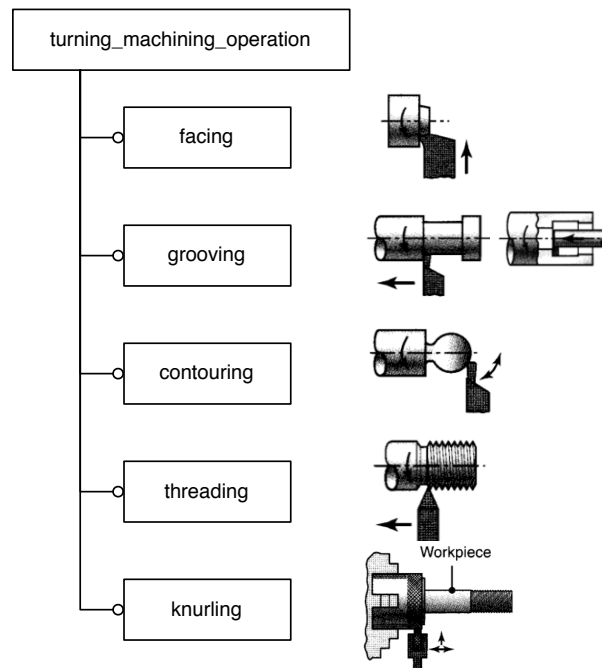 turning_machining_operation
facing
grooving
contouring
threading
Workpiece
knurling